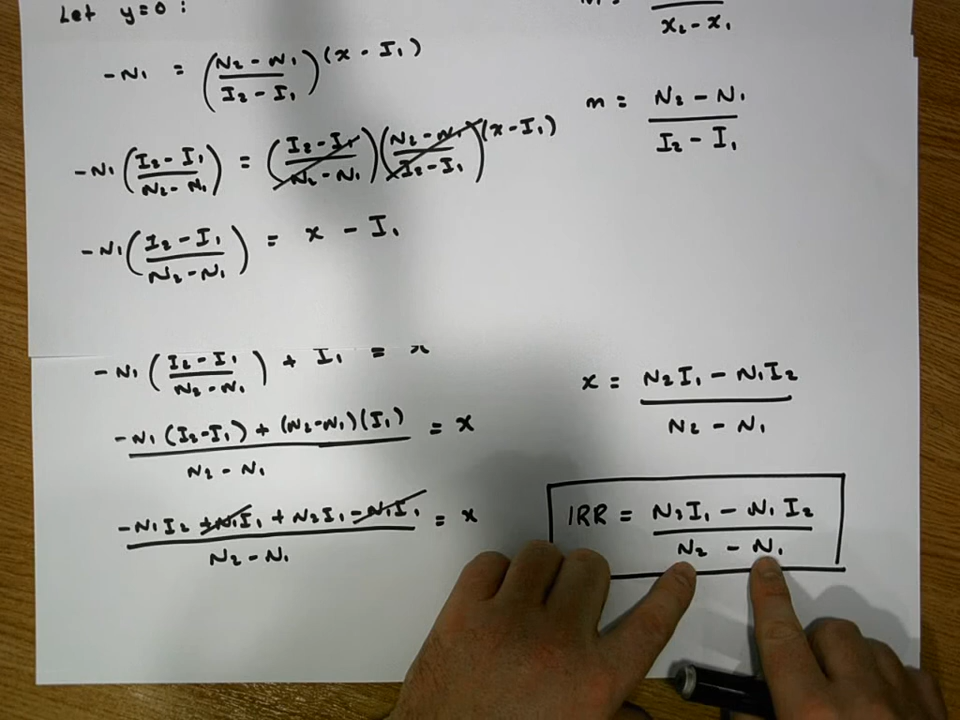 Let y=0 :
-N₁ = ((N₂ - N₁)/(I₂ - I₁))(x - I₁)
-N₁((I₂ - I₁)/(N₂ - N₁)) = ((I₂ - I₁)/(N₂ - N₁))((N₂ - N₁)/(I₂ - I₁))(x - I₁)
-N₁((I₂ - I₁)/(N₂ - N₁)) = x - I₁
-N₁((I₂ - I₁)/(N₂ - N₁)) + I₁ = x
(-N₁(I₂-I₁) + (N₂-N₁)(I₁))/(N₂ - N₁) = x
(-N₁I₂ + N₁I₁ + N₂I₁ - N₁I₁)/(N₂ - N₁) = x
x₂ - x₁
m = (N₂ - N₁)/(I₂ - I₁)
x = (N₂I₁ - N₁I₂)/(N₂ - N₁)
IRR = (N₂I₁ - N₁I₂)/(N₂ - N₁)